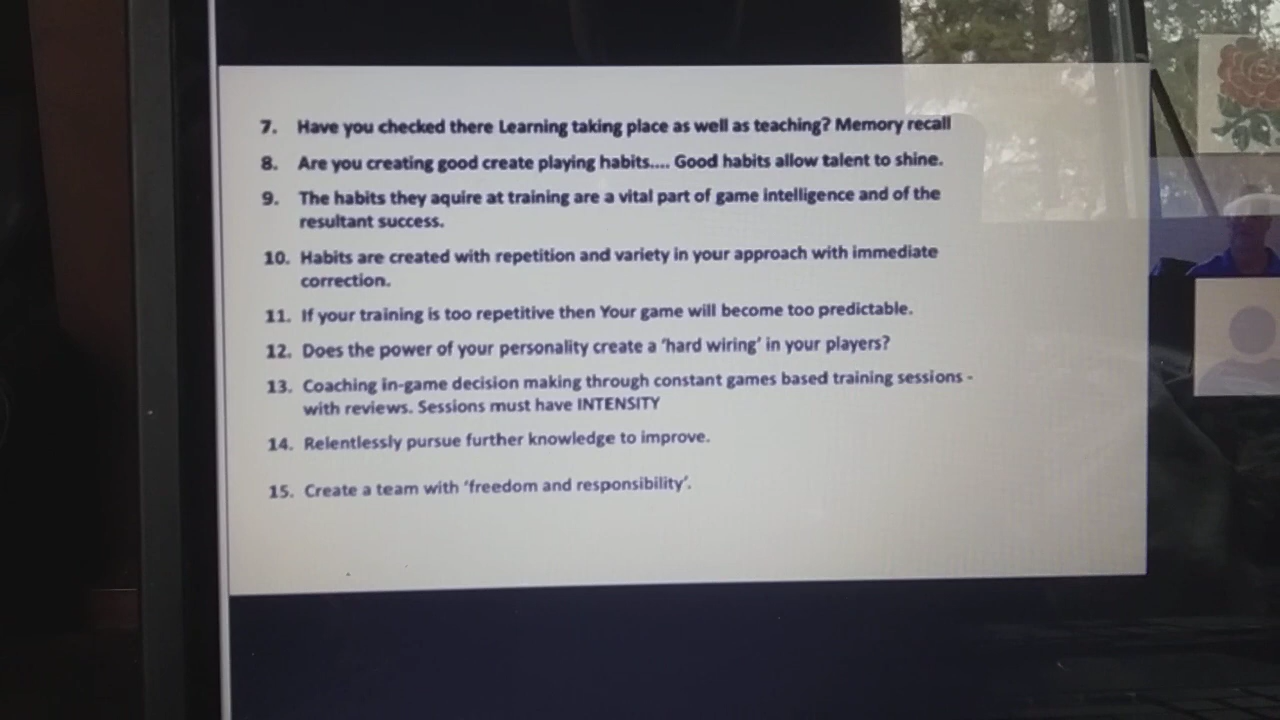 7. Have you checked there Learning taking place as well as teaching? Memory recall
8. Are you creating good create playing habits.... Good habits allow talent to shine.
9. The habits they aquire at training are a vital part of game intelligence and of the
resultant success.
10. Habits are created with repetition and variety in your approach with immediate
correction.
11. If your training is too repetitive then Your game will become too predictable.
12. Does the power of your personality create a 'hard wiring' in your players?
13. Coaching in-game decision making through constant games based training sessions -
with reviews. Sessions must have INTENSITY
14. Relentlessly pursue further knowledge to improve.
15. Create a team with 'freedom and responsibility'.